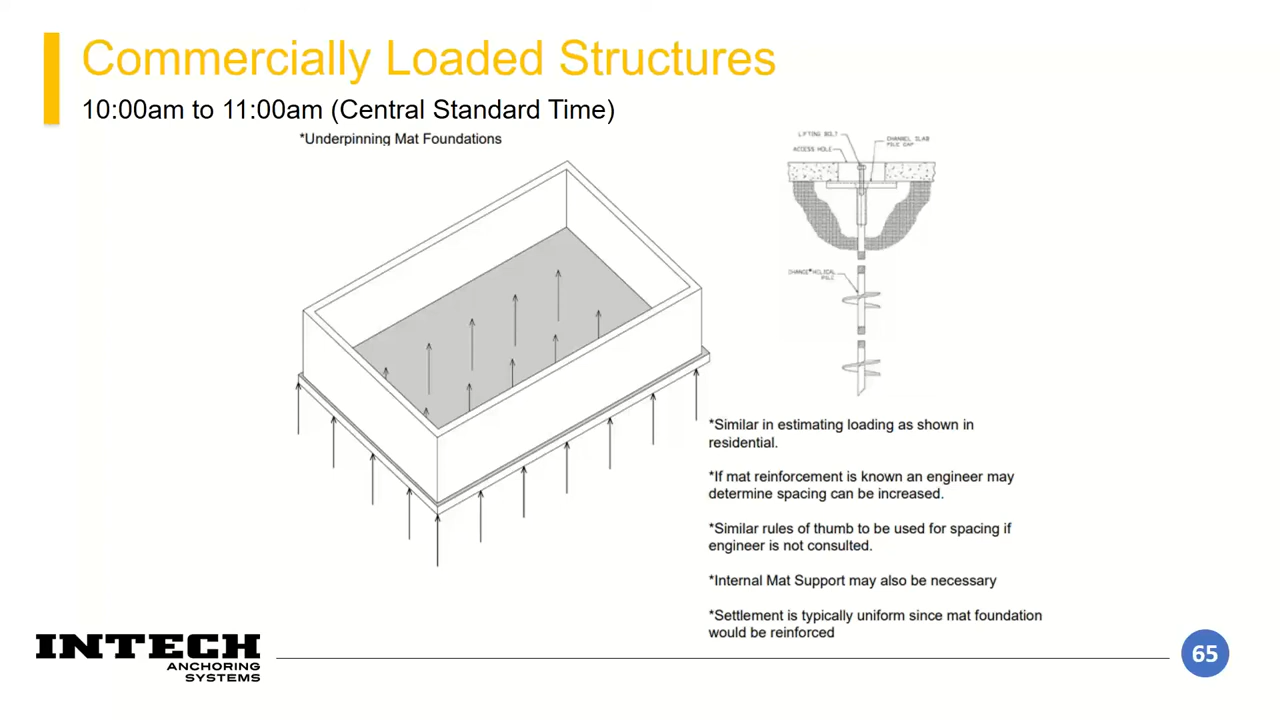 Commercially Loaded Structures
10:00am to 11:00am (Central Standard Time)
*Underpinning Mat Foundations
LIFTING BOLT
ACCESS HOLE
CHANNEL SLAB
PILE CAP
CHANCE®HELICAL
PILE
*Similar in estimating loading as shown in
residential.
*If mat reinforcement is known an engineer may
determine spacing can be increased.
*Similar rules of thumb to be used for spacing if
engineer is not consulted.
*Internal Mat Support may also be necessary
*Settlement is typically uniform since mat foundation
would be reinforced
INTECH
ANCHORING
SYSTEMS
65